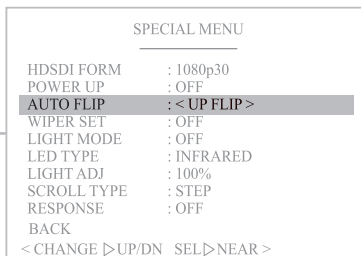 SPECIAL MENU
HDSDI FORM : 1080p30
POWER UP : OFF
AUTO FLIP : < UP FLIP >
WIPER SET : OFF
LIGHT MODE : OFF
LED TYPE : INFRARED
LIGHT ADJ : 100%
SCROLL TYPE : STEP
RESPONSE : OFF
BACK
< CHANGE ▷UP/DN SEL▷NEAR >